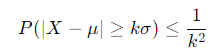 P(|X − μ| ≥ kσ) ≤ 1/k²